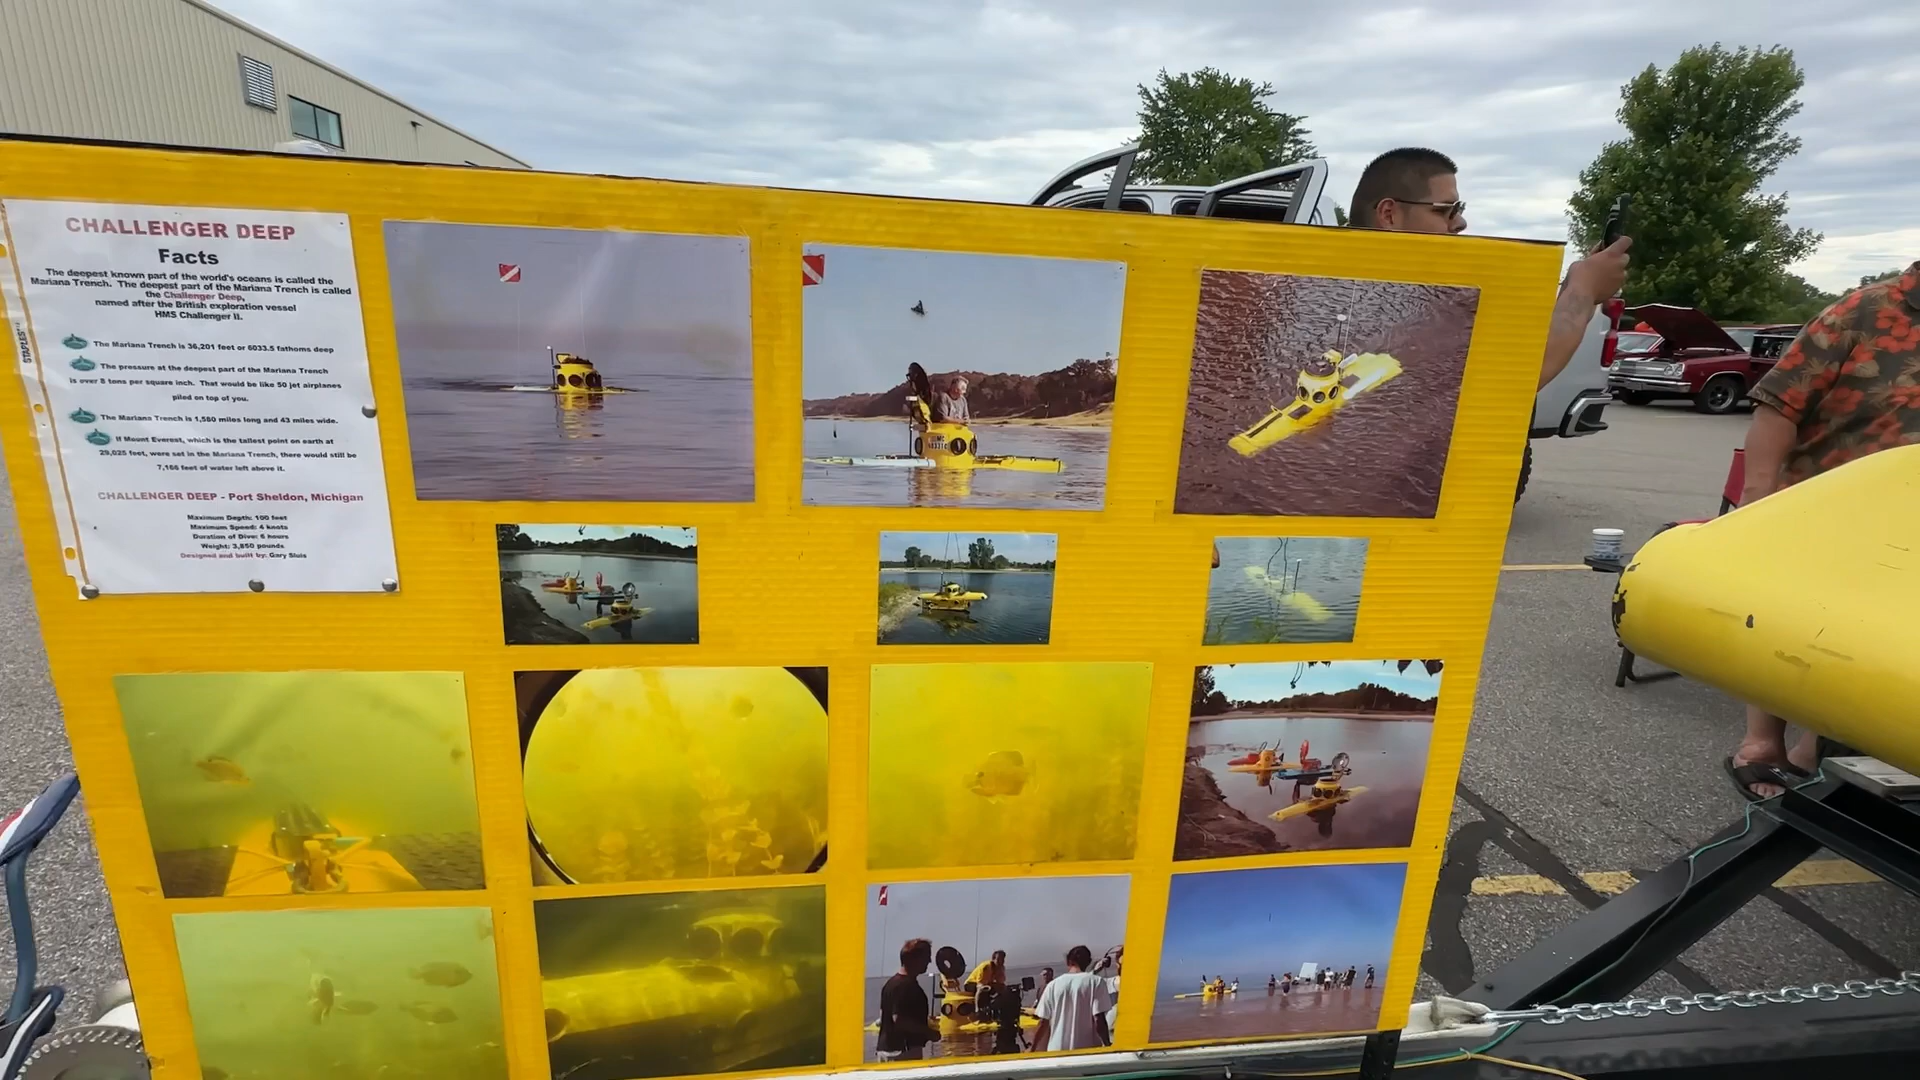 CHALLENGER DEEP
Facts
The deepest known part of the world's oceans is called the
Mariana Trench. The deepest part of the Mariana Trench is called
the Challenger Deep,
named after the British exploration vessel
HMS Challenger II.
The Mariana Trench is 36,201 feet or 6033.5 fathoms deep
The pressure at the deepest part of the Mariana Trench
is over 8 tons per square inch. That would be like 50 jet airplanes
piled on top of you.
The Mariana Trench is 1,580 miles long and 43 miles wide.
If Mount Everest, which is the tallest point on earth at
29,025 feet, were set in the Mariana Trench, there would still be
7,166 feet of water left above it.
CHALLENGER DEEP - Port Sheldon, Michigan
Maximum Depth: 100 feet
Maximum Speed: 4 knots
Duration of Dive: 6 hours
Weight: 3,850 pounds
Designed and built by: Gary Sluis
STAPLES